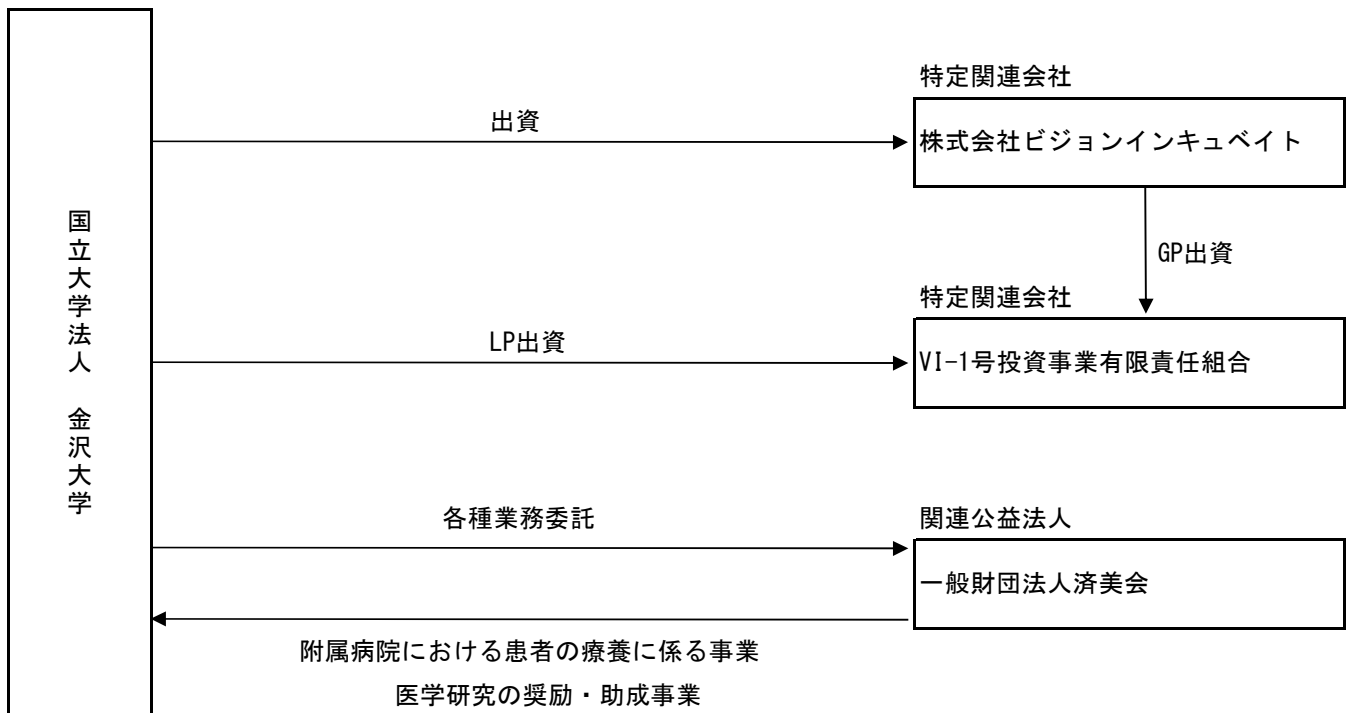 国立大学法人　金沢大学
出資
特定関連会社
株式会社ビジョンインキュベイト
GP出資
特定関連会社
LP出資
VI-1号投資事業有限責任組合
各種業務委託
関連公益法人
一般財団法人済美会
附属病院における患者の療養に係る事業
医学研究の奨励・助成事業